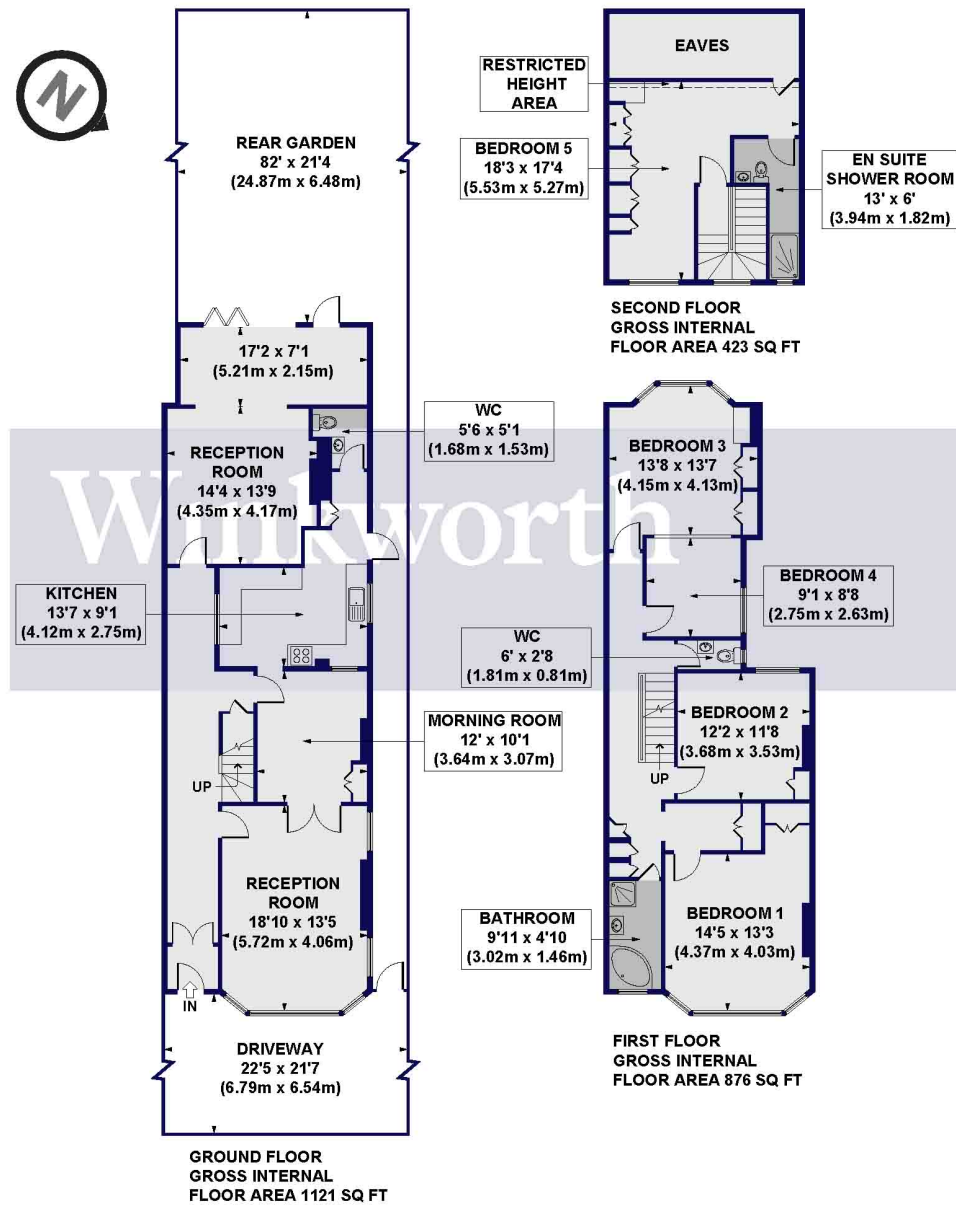 N
REAR GARDEN
82' x 21'4
(24.87m x 6.48m)
17'2 x 7'1
(5.21m x 2.15m)
WC
5'6 x 5'1
(1.68m x 1.53m)
RECEPTION
ROOM
14'4 x 13'9
(4.35m x 4.17m)
KITCHEN
13'7 x 9'1
(4.12m x 2.75m)
MORNING ROOM
12' x 10'1
(3.64m x 3.07m)
UP
RECEPTION
ROOM
18'10 x 13'5
(5.72m x 4.06m)
IN
DRIVEWAY
22'5 x 21'7
(6.79m x 6.54m)
GROUND FLOOR
GROSS INTERNAL
FLOOR AREA 1121 SQ FT
EAVES
RESTRICTED
HEIGHT
AREA
BEDROOM 5
18'3 x 17'4
(5.53m x 5.27m)
EN SUITE
SHOWER ROOM
13' x 6'
(3.94m x 1.82m)
SECOND FLOOR
GROSS INTERNAL
FLOOR AREA 423 SQ FT
BEDROOM 3
13'8 x 13'7
(4.15m x 4.13m)
BEDROOM 4
9'1 x 8'8
(2.75m x 2.63m)
WC
6' x 2'8
(1.81m x 0.81m)
BEDROOM 2
12'2 x 11'8
(3.68m x 3.53m)
UP
BATHROOM
9'11 x 4'10
(3.02m x 1.46m)
BEDROOM 1
14'5 x 13'3
(4.37m x 4.03m)
FIRST FLOOR
GROSS INTERNAL
FLOOR AREA 876 SQ FT
Winkworth